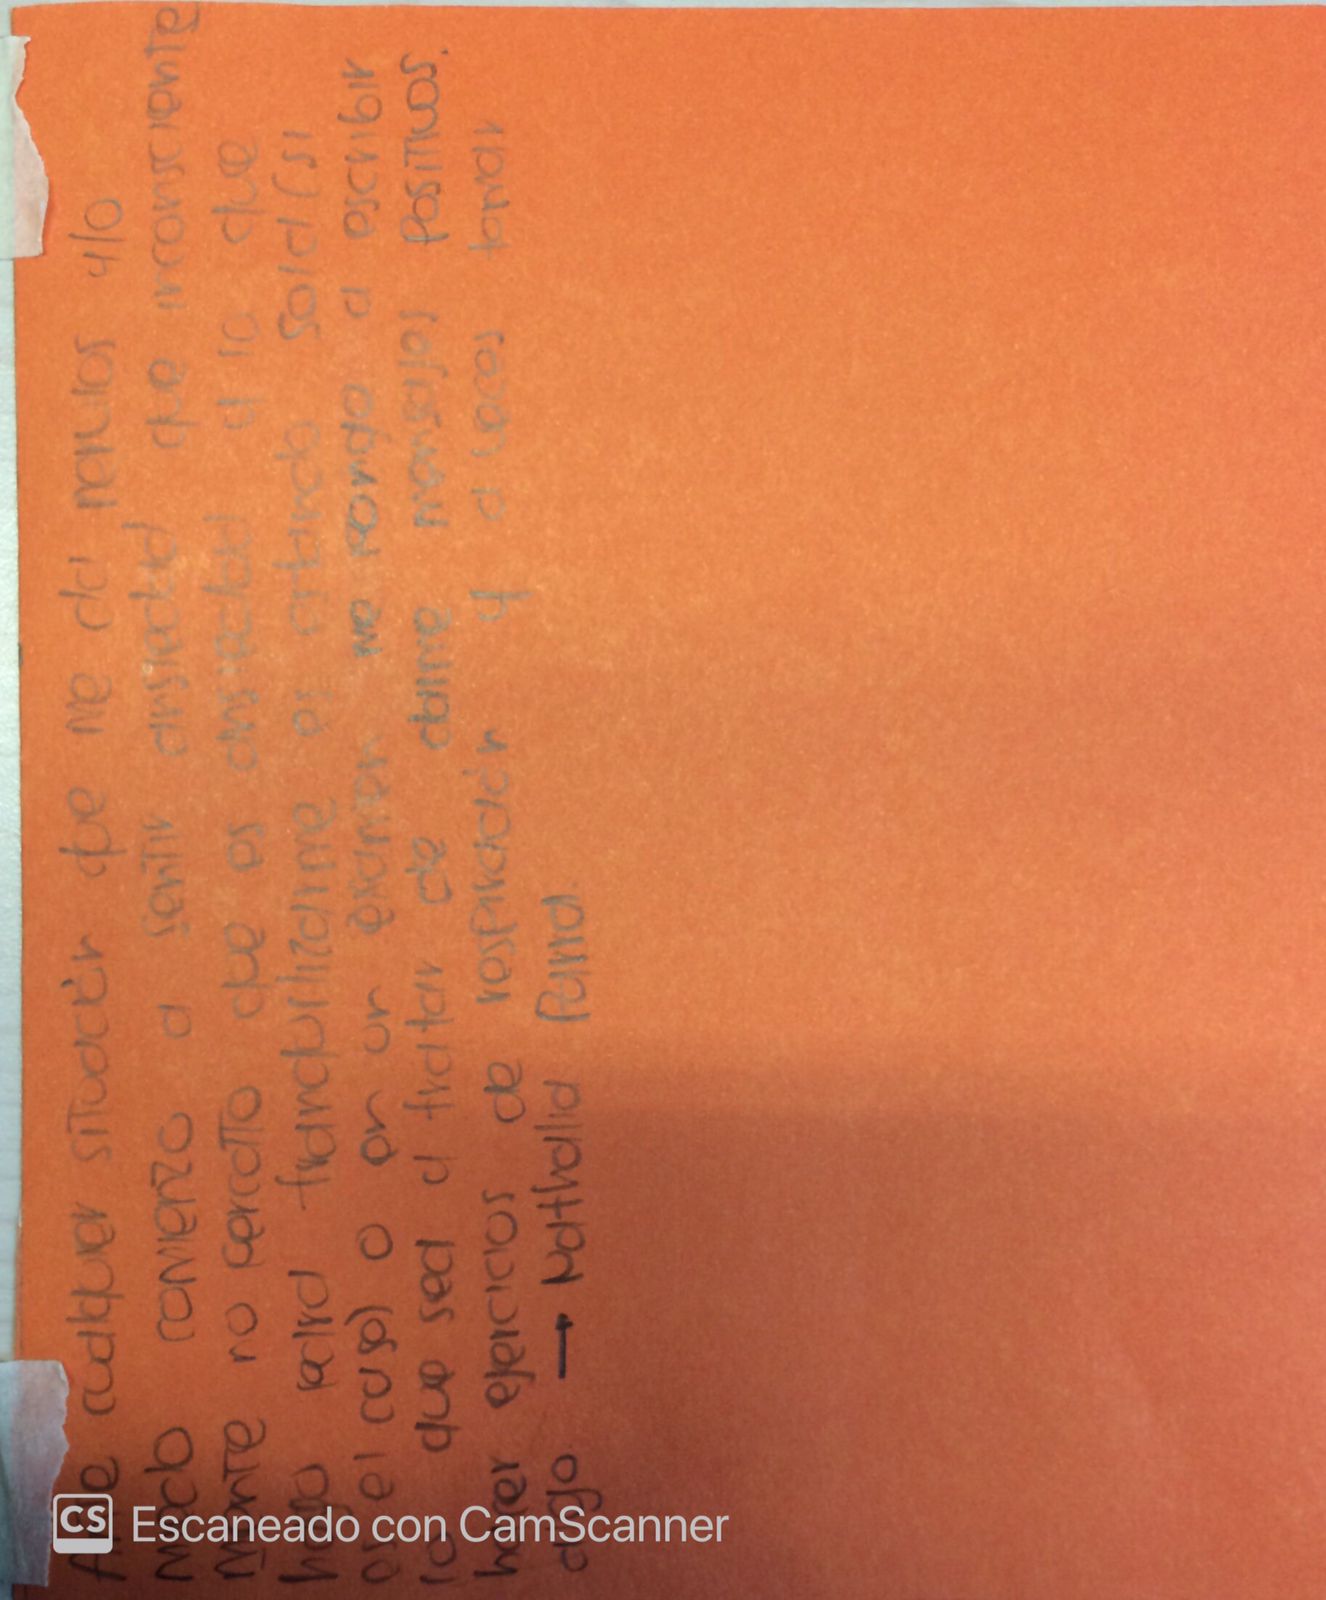 Ante cualquier situación que me da nervios y/o
miedo comienzo a sentir ansiedad que inconsciente
mente no percato que es ansiedad y lo que
hago para tranquilizarme es estando sola (si
es el caso) o en un examen me pongo a escribir
lo que sea y tratar de darme mensajes positivos,
hacer ejercicios de respiración y a veces tomar
algo → Nathalia Parra.
CS Escaneado con CamScanner